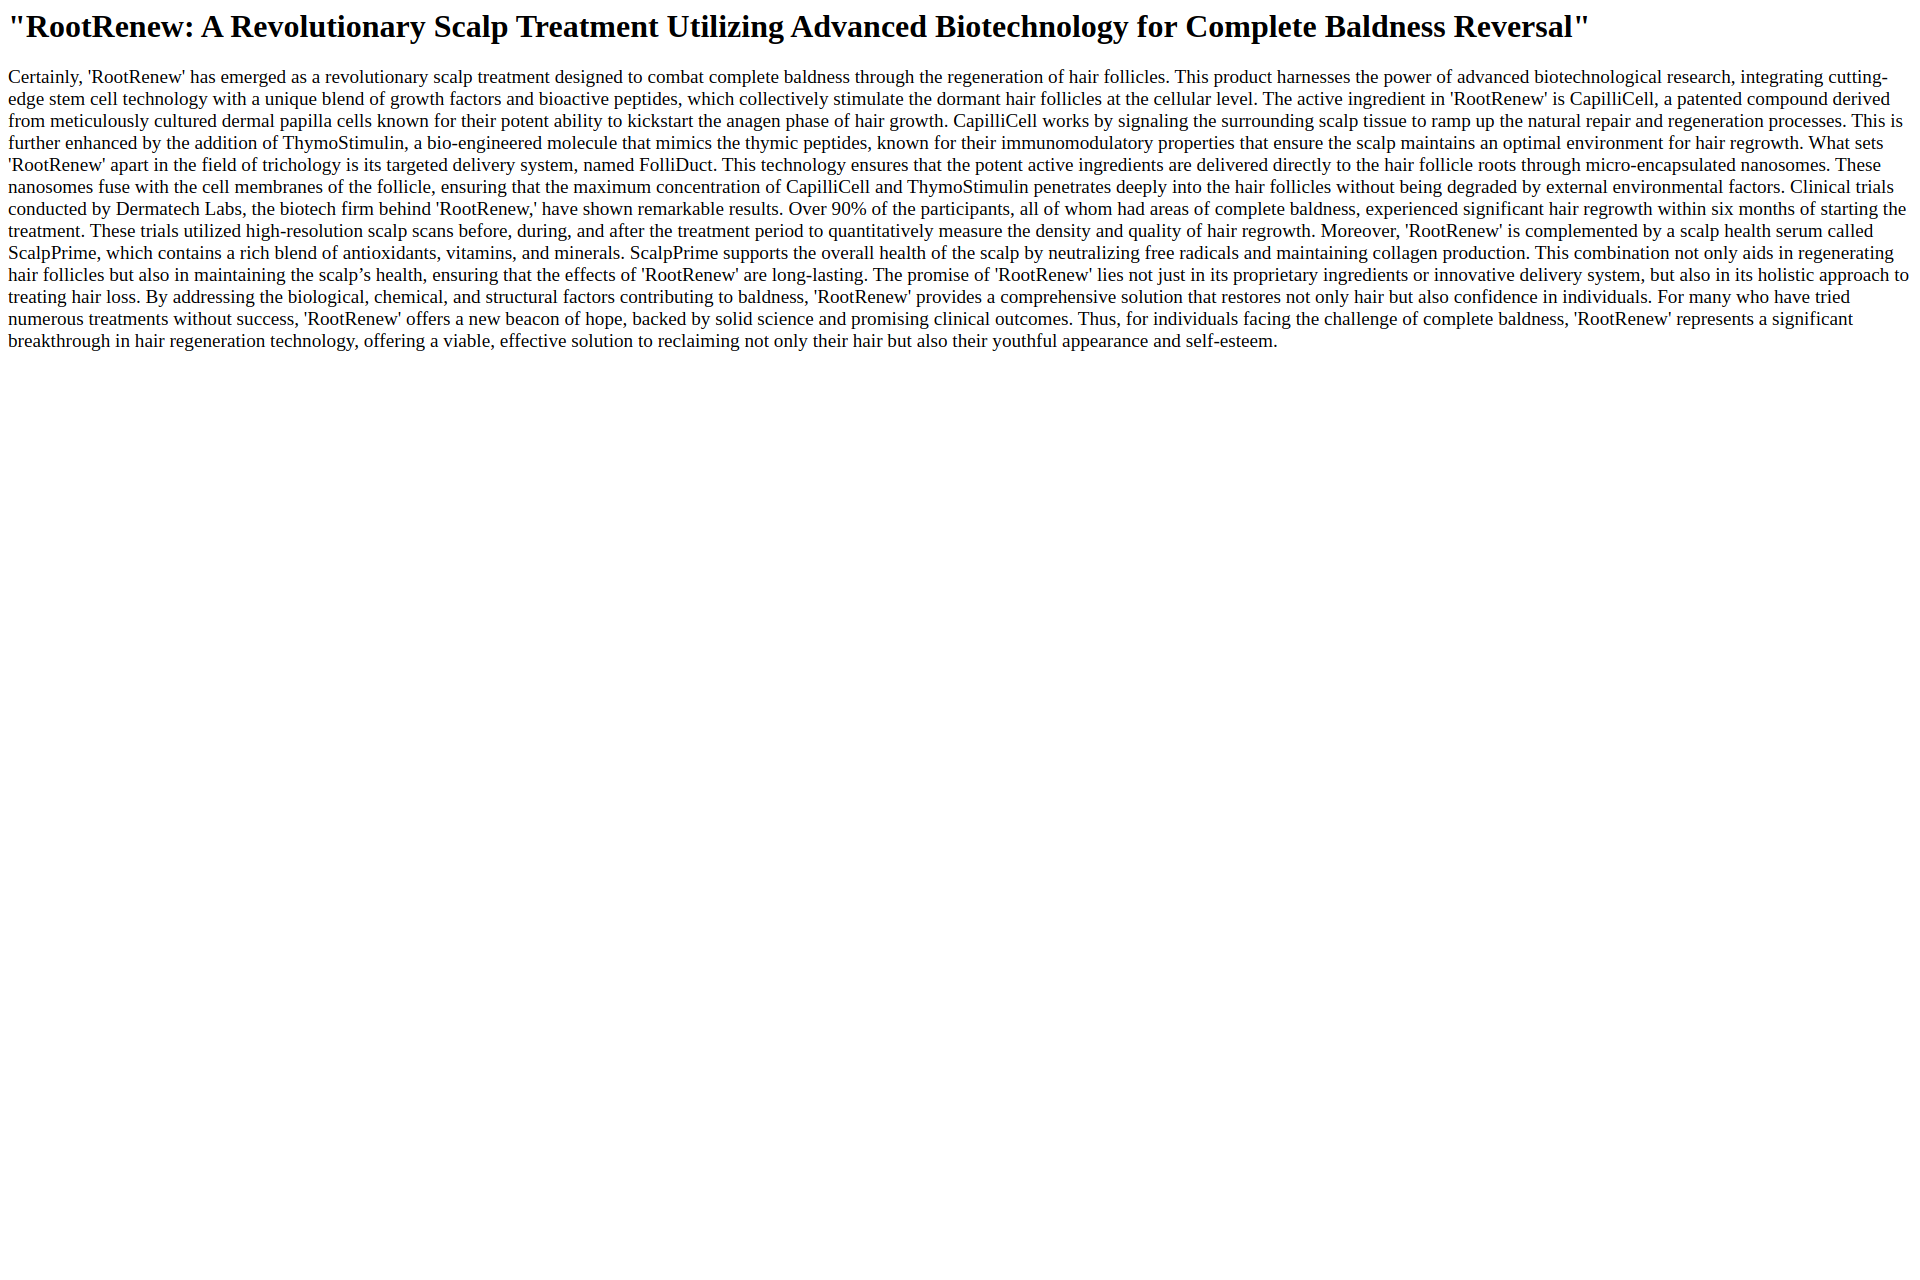 "RootRenew: A Revolutionary Scalp Treatment Utilizing Advanced Biotechnology for Complete Baldness Reversal"
Certainly, 'RootRenew' has emerged as a revolutionary scalp treatment designed to combat complete baldness through the regeneration of hair follicles. This product harnesses the power of advanced biotechnological research, integrating cutting-
edge stem cell technology with a unique blend of growth factors and bioactive peptides, which collectively stimulate the dormant hair follicles at the cellular level. The active ingredient in 'RootRenew' is CapilliCell, a patented compound derived
from meticulously cultured dermal papilla cells known for their potent ability to kickstart the anagen phase of hair growth. CapilliCell works by signaling the surrounding scalp tissue to ramp up the natural repair and regeneration processes. This is
further enhanced by the addition of ThymoStimulin, a bio-engineered molecule that mimics the thymic peptides, known for their immunomodulatory properties that ensure the scalp maintains an optimal environment for hair regrowth. What sets
'RootRenew' apart in the field of trichology is its targeted delivery system, named FolliDuct. This technology ensures that the potent active ingredients are delivered directly to the hair follicle roots through micro-encapsulated nanosomes. These
nanosomes fuse with the cell membranes of the follicle, ensuring that the maximum concentration of CapilliCell and ThymoStimulin penetrates deeply into the hair follicles without being degraded by external environmental factors. Clinical trials
conducted by Dermatech Labs, the biotech firm behind 'RootRenew,' have shown remarkable results. Over 90% of the participants, all of whom had areas of complete baldness, experienced significant hair regrowth within six months of starting the
treatment. These trials utilized high-resolution scalp scans before, during, and after the treatment period to quantitatively measure the density and quality of hair regrowth. Moreover, 'RootRenew' is complemented by a scalp health serum called
ScalpPrime, which contains a rich blend of antioxidants, vitamins, and minerals. ScalpPrime supports the overall health of the scalp by neutralizing free radicals and maintaining collagen production. This combination not only aids in regenerating
hair follicles but also in maintaining the scalp’s health, ensuring that the effects of 'RootRenew' are long-lasting. The promise of 'RootRenew' lies not just in its proprietary ingredients or innovative delivery system, but also in its holistic approach to
treating hair loss. By addressing the biological, chemical, and structural factors contributing to baldness, 'RootRenew' provides a comprehensive solution that restores not only hair but also confidence in individuals. For many who have tried
numerous treatments without success, 'RootRenew' offers a new beacon of hope, backed by solid science and promising clinical outcomes. Thus, for individuals facing the challenge of complete baldness, 'RootRenew' represents a significant
breakthrough in hair regeneration technology, offering a viable, effective solution to reclaiming not only their hair but also their youthful appearance and self-esteem.